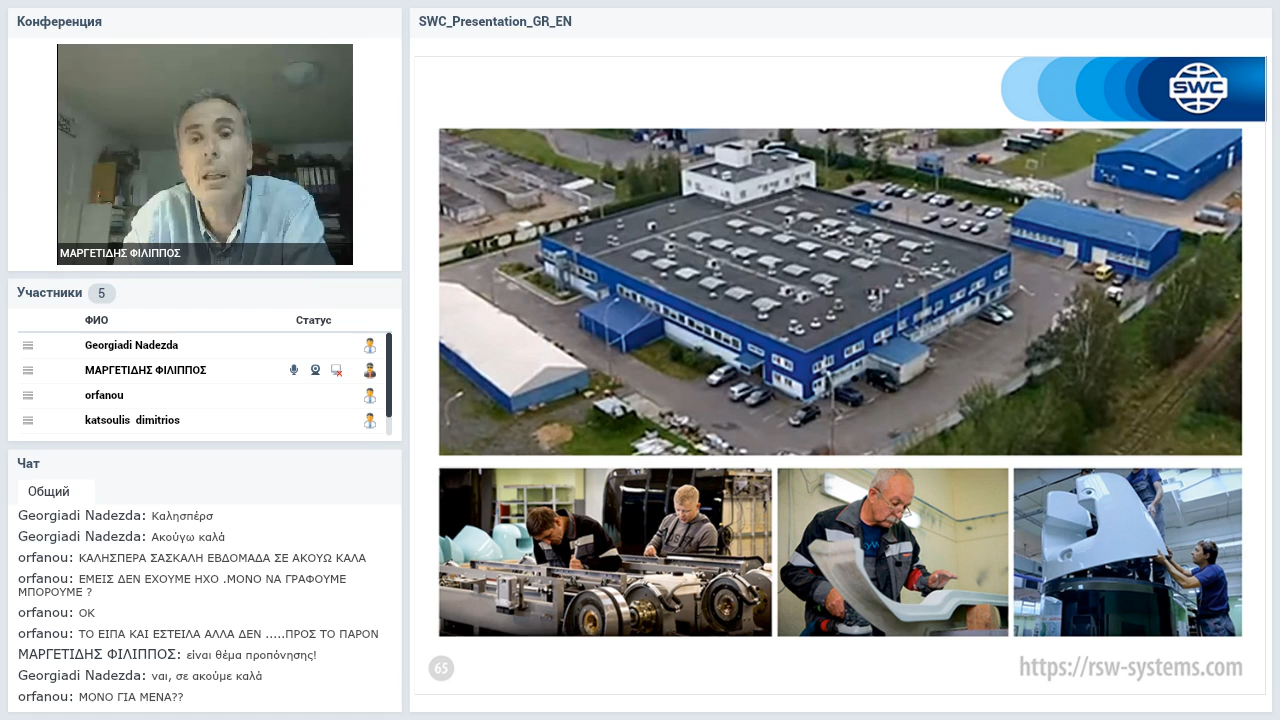 Конференция
ΜΑΡΓΕΤΙΔΗΣ ΦΙΛΙΠΠΟΣ
Участники 5
ФИО Статус
Georgiadi Nadezda
ΜΑΡΓΕΤΙΔΗΣ ΦΙΛΙΠΠΟΣ
orfanou
katsoulis dimitrios
Чат
Общий
Georgiadi Nadezda: Καλησπέρσ
Georgiadi Nadezda: Ακούγω καλά
orfanou: ΚΑΛΗΣΠΕΡΑ ΣΑΣ ΚΑΛΗ ΕΒΔΟΜΑΔΑ ΣΕ ΑΚΟΥΩ ΚΑΛΑ
orfanou: ΕΜΕΙΣ ΔΕΝ ΕΧΟΥΜΕ ΗΧΟ .ΜΟΝΟ ΝΑ ΓΡΑΦΟΥΜΕ
ΜΠΟΡΟΥΜΕ ?
orfanou: ΟΚ
orfanou: ΤΟ ΕΙΠΑ ΚΑΙ ΕΣΤΕΙΛΑ ΑΛΛΑ ΔΕΝ .....ΠΡΟΣ ΤΟ ΠΑΡΟΝ
ΜΑΡΓΕΤΙΔΗΣ ΦΙΛΙΠΠΟΣ: είναι θέμα προπόνησης!
Georgiadi Nadezda: ναι, σε ακούμε καλά
orfanou: ΜΟΝΟ ΓΙΑ ΜΕΝΑ??
SWC_Presentation_GR_EN
SWC
65
https://rsw-systems.com